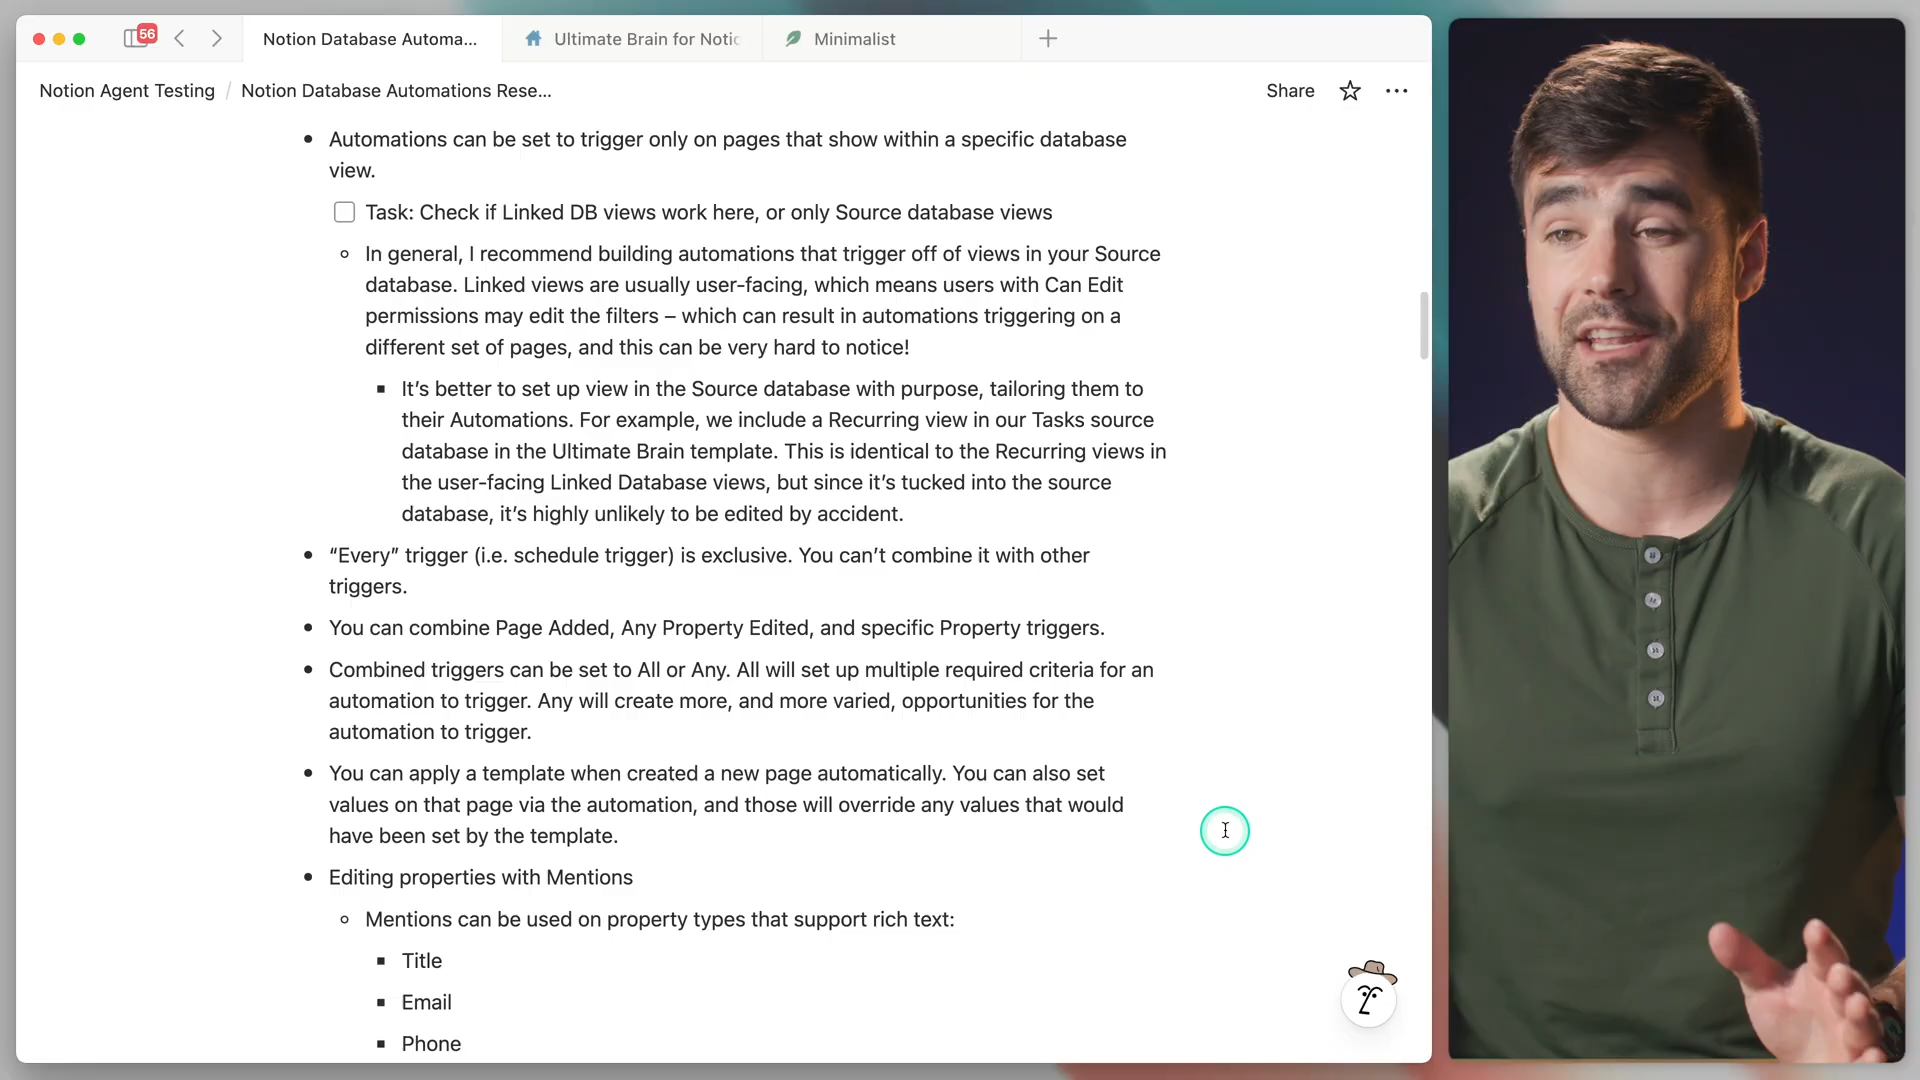 56
Notion Database Automa...
Ultimate Brain for Notic
Minimalist
Notion Agent Testing / Notion Database Automations Rese...
Share
• Automations can be set to trigger only on pages that show within a specific database
view.
Task: Check if Linked DB views work here, or only Source database views
In general, I recommend building automations that trigger off of views in your Source
database. Linked views are usually user-facing, which means users with Can Edit
permissions may edit the filters – which can result in automations triggering on a
different set of pages, and this can be very hard to notice!
It’s better to set up view in the Source database with purpose, tailoring them to
their Automations. For example, we include a Recurring view in our Tasks source
database in the Ultimate Brain template. This is identical to the Recurring views in
the user-facing Linked Database views, but since it’s tucked into the source
database, it’s highly unlikely to be edited by accident.
• “Every” trigger (i.e. schedule trigger) is exclusive. You can’t combine it with other
triggers.
• You can combine Page Added, Any Property Edited, and specific Property triggers.
• Combined triggers can be set to All or Any. All will set up multiple required criteria for an
automation to trigger. Any will create more, and more varied, opportunities for the
automation to trigger.
• You can apply a template when created a new page automatically. You can also set
values on that page via the automation, and those will override any values that would
have been set by the template.
• Editing properties with Mentions
Mentions can be used on property types that support rich text:
Title
Email
Phone